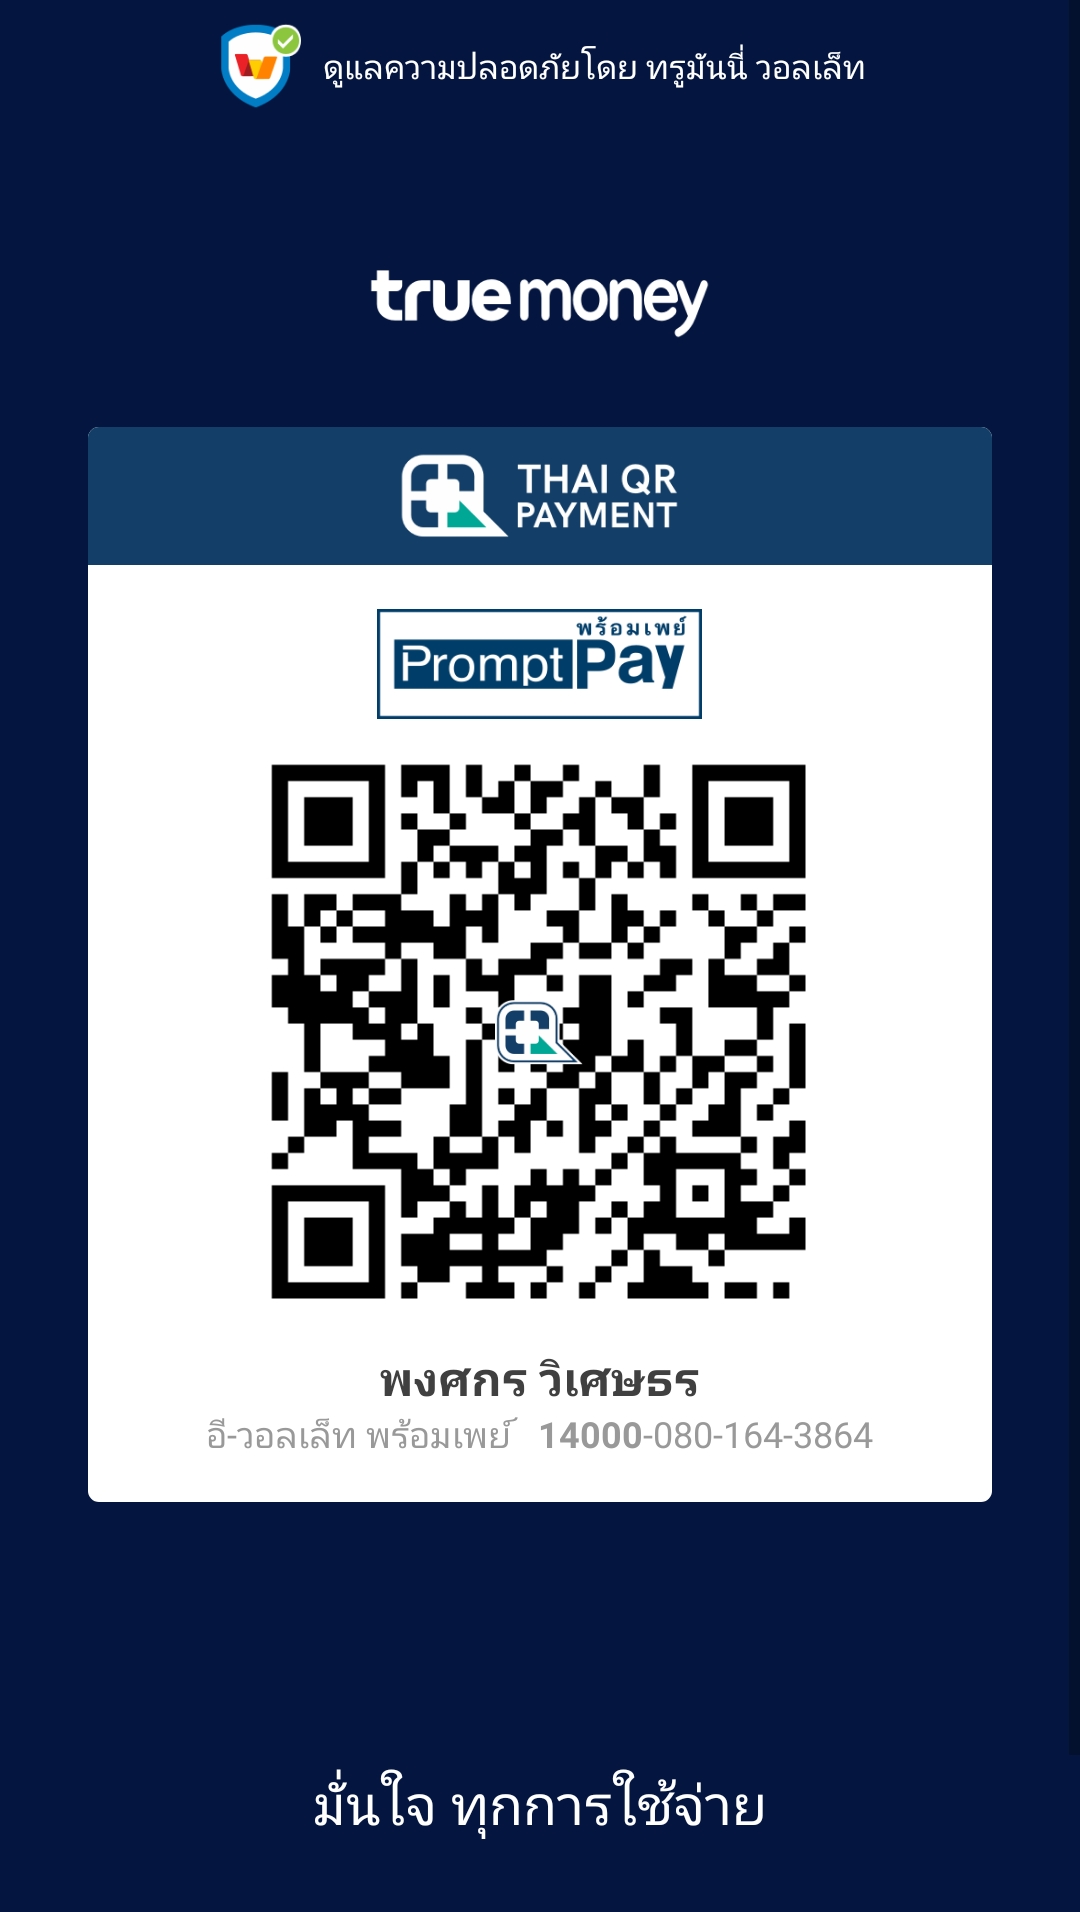 ดูแลความปลอดภัยโดย ทรูมันนี่ วอลเล็ท
truemoney
THAI QR
PAYMENT
พร้อมเพย์
PromptPay
พงศกร วิเศษธร
อี-วอลเล็ท พร้อมเพย์ 14000-080-164-3864
มั่นใจ ทุกการใช้จ่าย